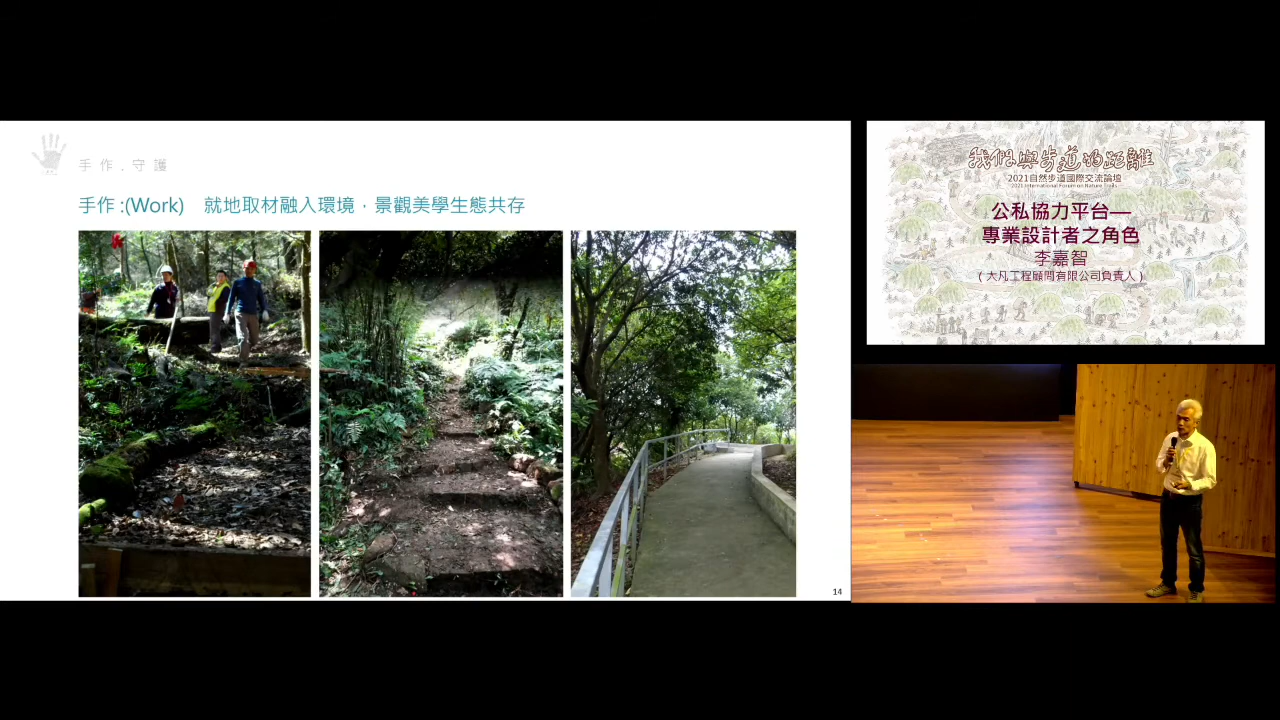 手作.守護
手作 :(Work) 就地取材融入環境，景觀美學生態共存
14
我們與步道的距離
2021自然步道國際交流論壇
2021 International Forum on Nature Trails
公私協力平台—
專業設計者之角色
李嘉智
(大凡工程顧問有限公司負責人)